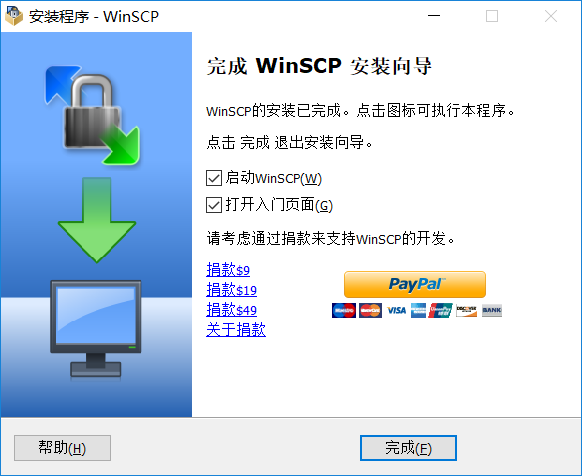 安装程序 - WinSCP
完成 WinSCP 安装向导
WinSCP的安装已完成。点击图标可执行本程序。
点击 完成 退出安装向导。
启动WinSCP(W)
打开入门页面(G)
请考虑通过捐款来支持WinSCP的开发。
捐款$9
捐款$19
捐款$49
关于捐款
PayPal
Maestro MasterCard VISA DISCOVER BANK
帮助(H)
完成(F)